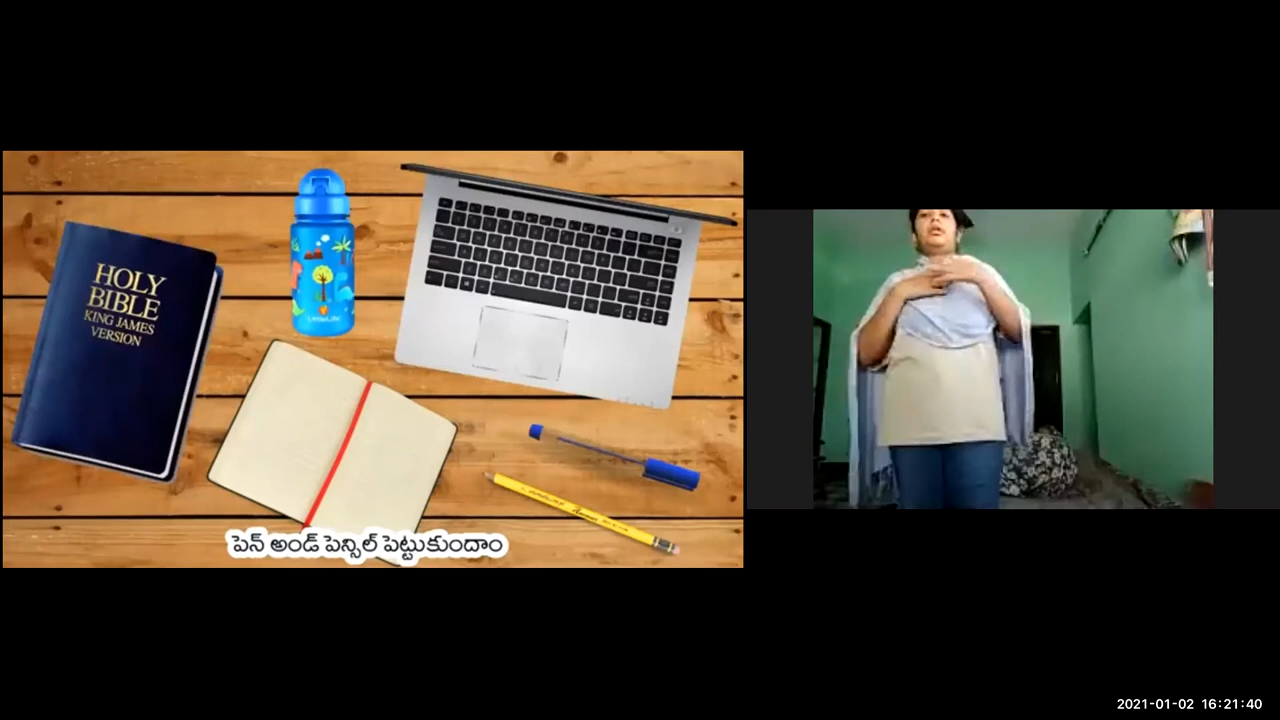 HOLY
BIBLE
KING JAMES
VERSION
పెన్ అండ్ పెన్సిల్ పెట్టుకుందాం
2021-01-02 16:21:40